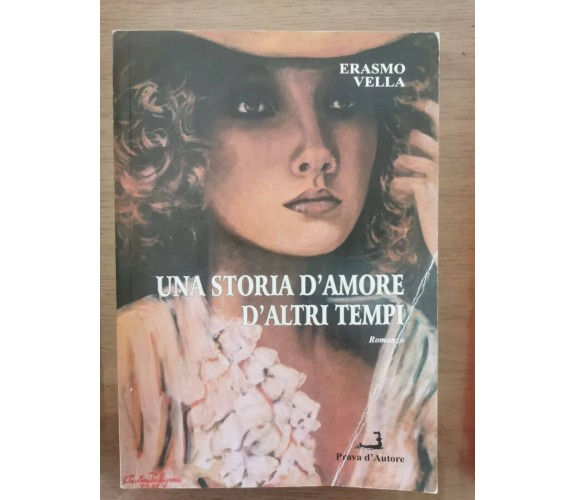 ERASMO
VELLA
UNA STORIA D'AMORE
D'ALTRI TEMPI
Romanzo
Prova d'Autore